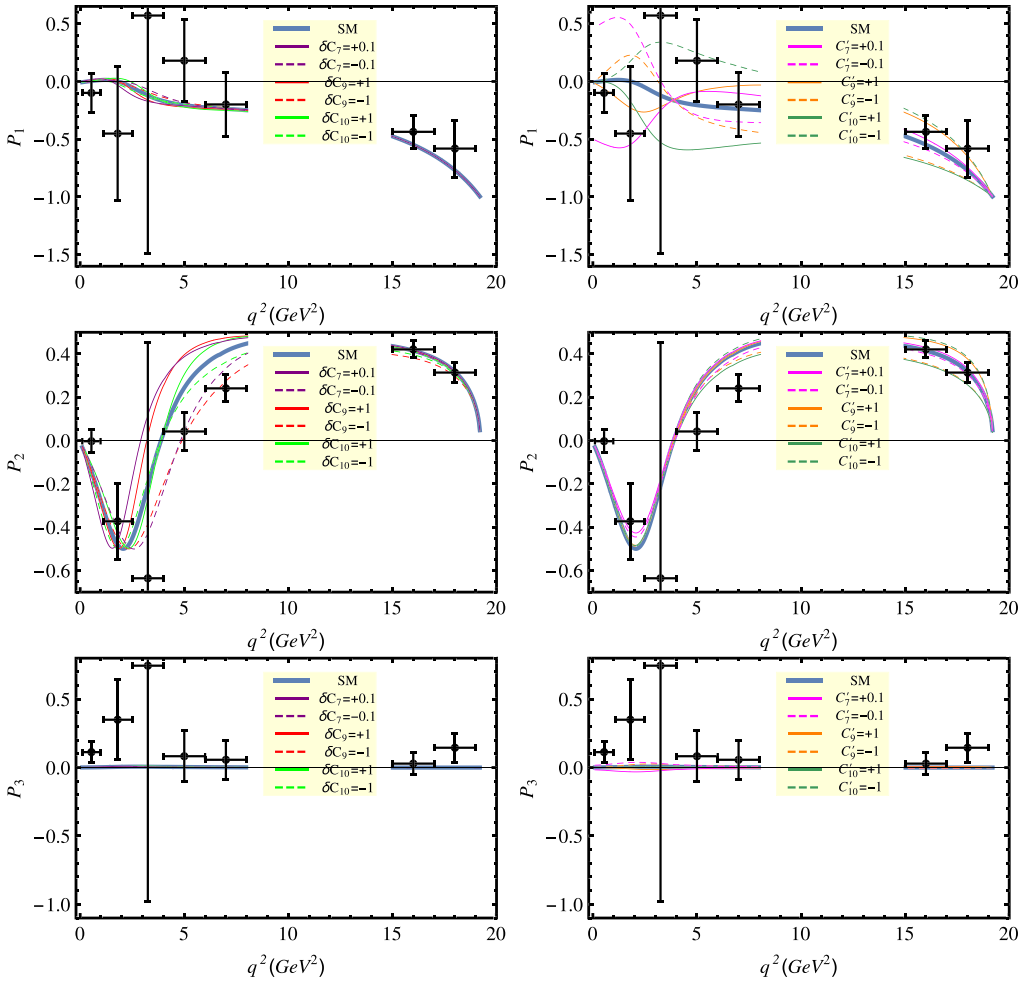 0.5
0.0
−0.5
−1.0
−1.5
P1
SM
δC7=+0.1
δC7=−0.1
δC9=+1
δC9=−1
δC10=+1
δC10=−1
0 5 10 15 20
q² (GeV²)
0.5
0.0
−0.5
−1.0
−1.5
P1
SM
C′7=+0.1
C′7=−0.1
C′9=+1
C′9=−1
C′10=+1
C′10=−1
0 5 10 15 20
q² (GeV²)
0.4
0.2
0.0
−0.2
−0.4
−0.6
P2
SM
δC7=+0.1
δC7=−0.1
δC9=+1
δC9=−1
δC10=+1
δC10=−1
0 5 10 15 20
q² (GeV²)
0.4
0.2
0.0
−0.2
−0.4
−0.6
P2
SM
C′7=+0.1
C′7=−0.1
C′9=+1
C′9=−1
C′10=+1
C′10=−1
0 5 10 15 20
q² (GeV²)
0.5
0.0
−0.5
−1.0
P3
SM
δC7=+0.1
δC7=−0.1
δC9=+1
δC9=−1
δC10=+1
δC10=−1
0 5 10 15 20
q² (GeV²)
0.5
0.0
−0.5
−1.0
P3
SM
C′7=+0.1
C′7=−0.1
C′9=+1
C′9=−1
C′10=+1
C′10=−1
0 5 10 15 20
q² (GeV²)